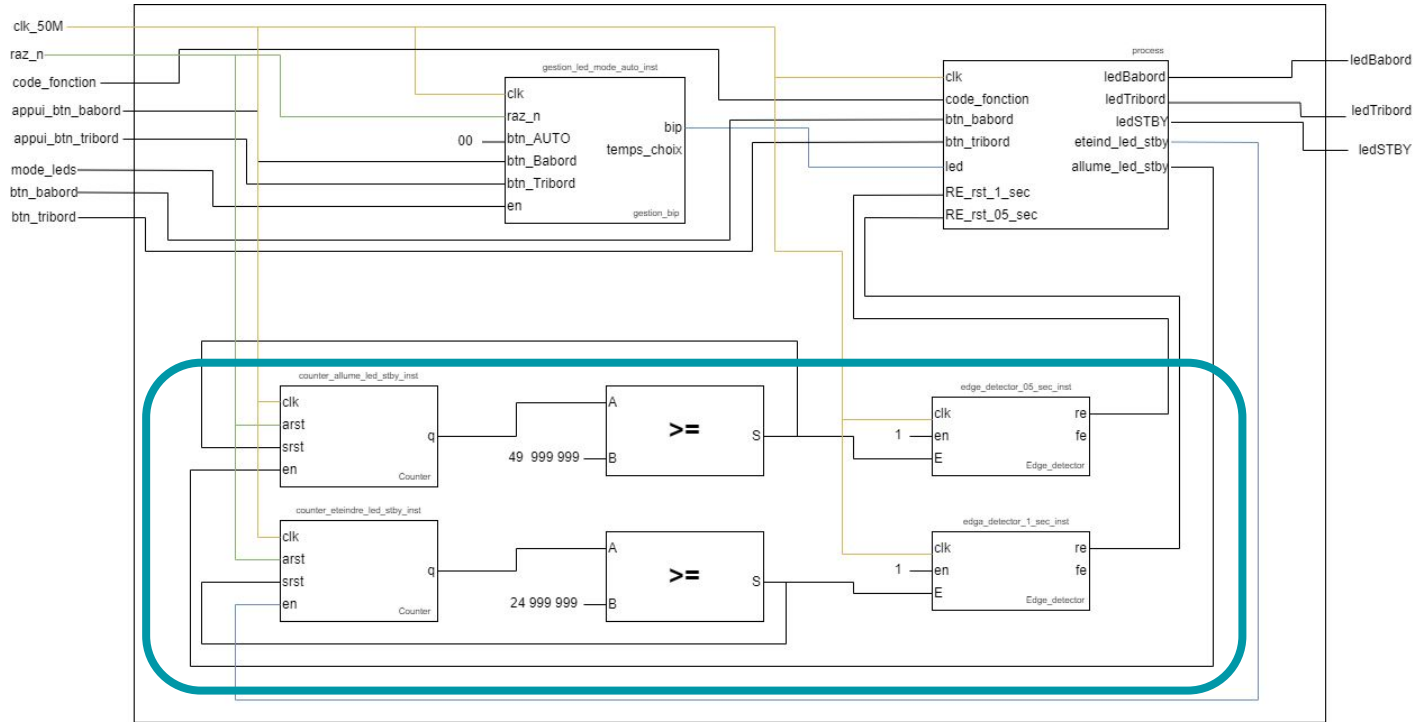 clk_50M
raz_n
code_fonction
appui_btn_babord
appui_btn_tribord
mode_leds
btn_babord
btn_tribord
gestion_led_mode_auto_inst
clk
raz_n
00
btn_AUTO
btn_Babord
btn_Tribord
en
bip
temps_choix
gestion_bip
process
clk
code_fonction
btn_babord
btn_tribord
led
RE_rst_1_sec
RE_rst_05_sec
ledBabord
ledTribord
ledSTBY
eteind_led_stby
allume_led_stby
ledBabord
ledTribord
ledSTBY
counter_allume_led_stby_inst
clk
arst
srst
en
q
Counter
A
>=
S
49 999 999
B
edge_detector_05_sec_inst
clk
1
en
E
re
fe
Edge_detector
counter_eteindre_led_stby_inst
clk
arst
srst
en
q
Counter
A
>=
S
24 999 999
B
edga_detector_1_sec_inst
clk
1
en
E
re
fe
Edge_detector